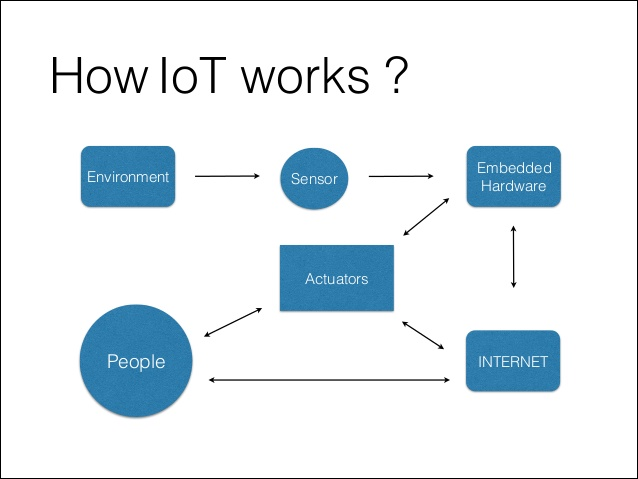 How IoT works ?
Environment
Sensor
Embedded
Hardware
Actuators
People
INTERNET